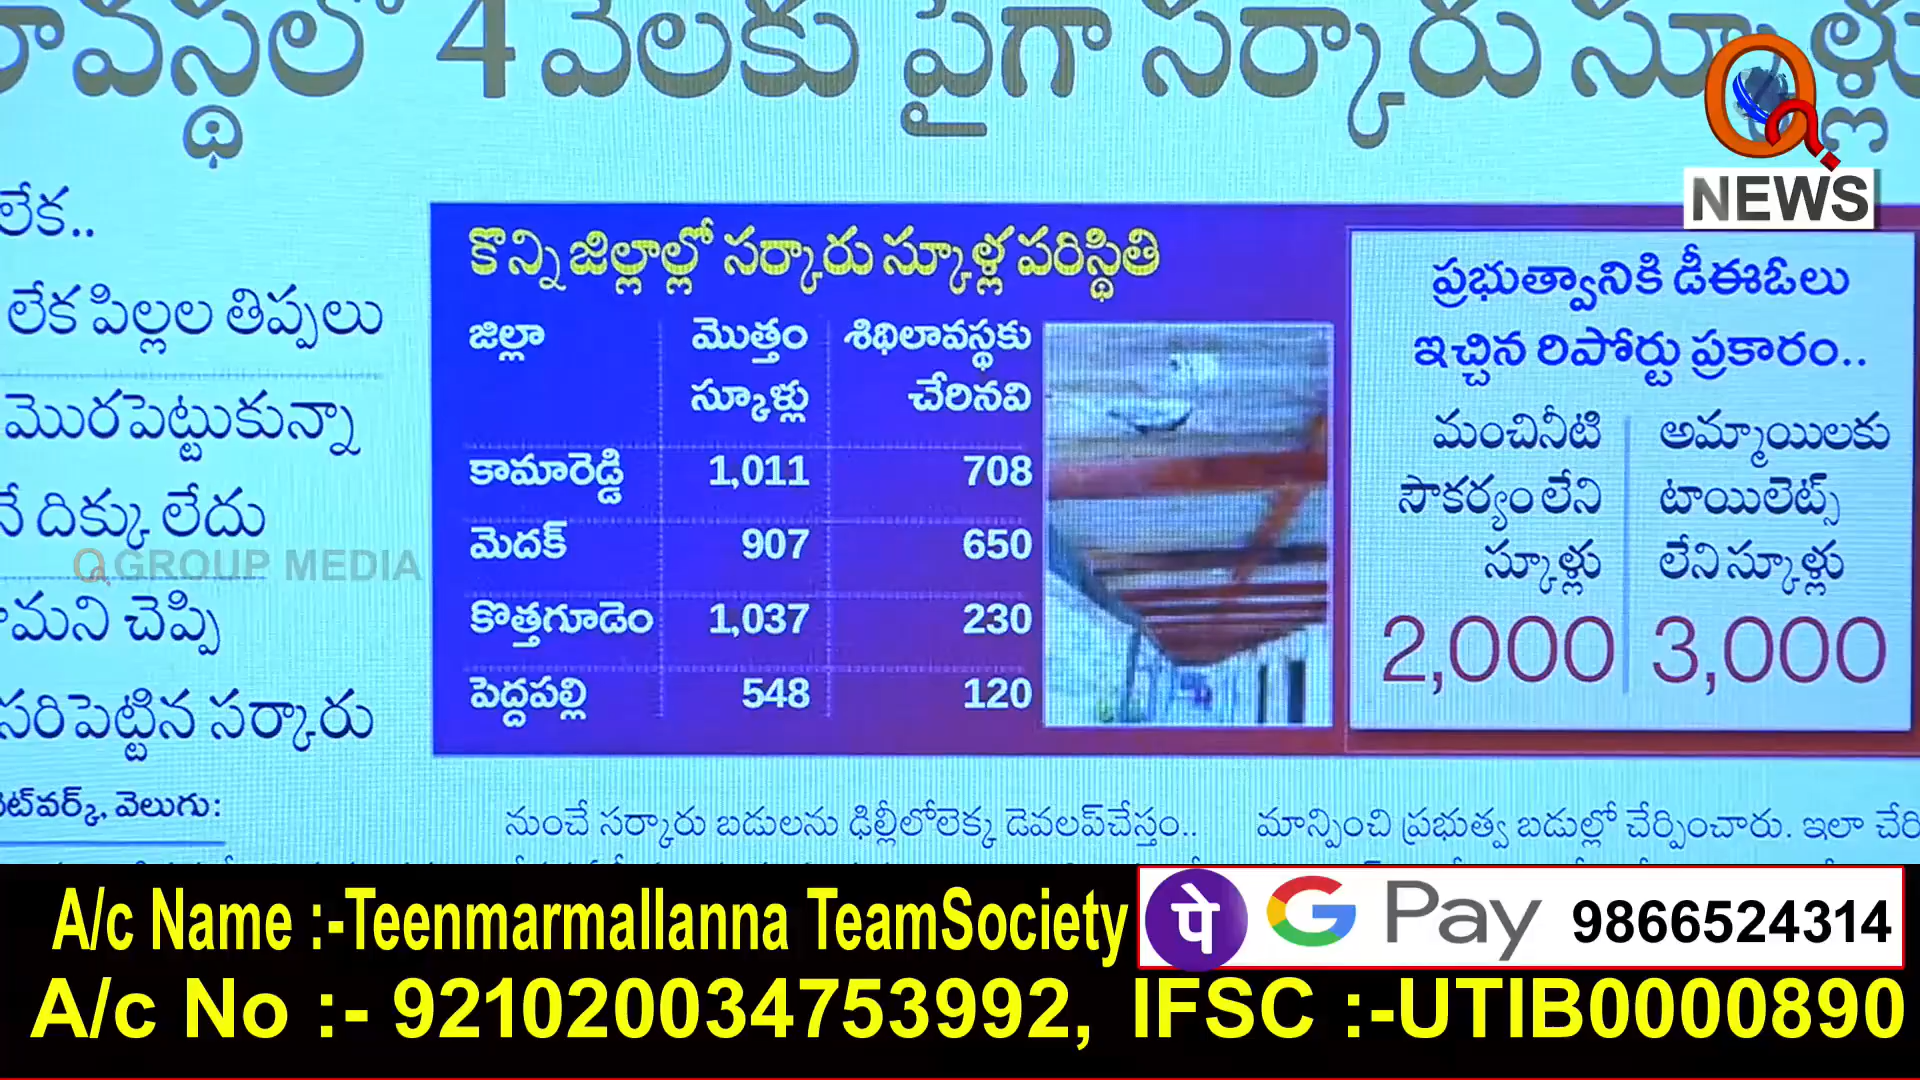 4 వేలకు పైగా సర్కారు
NEWS
లేక..
లేక పిల్లల తిప్పలు
మొరపెట్టుకున్నా
దిక్కు లేదు
GROUP MEDIA
చెప్పి
సరిపెట్టిన సర్కారు
వెలుగు:
కొన్ని జిల్లాల్లో సర్కారు స్కూళ్ల పరిస్థితి
జిల్లా మొత్తం స్కూళ్లు శిథిలావస్థకు చేరినవి
కామారెడ్డి 1,011 708
మెదక్ 907 650
కొత్తగూడెం 1,037 230
పెద్దపల్లి 548 120
ప్రభుత్వానికి డీఈఓలు
ఇచ్చిన రిపోర్టు ప్రకారం..
మంచినీటి సౌకర్యం లేని స్కూళ్లు 2,000
అమ్మాయిలకు టాయిలెట్స్ లేని స్కూళ్లు 3,000
నుంచే సర్కారు బడులను ఢిల్లీలోలెక్క డెవలప్‌చేస్తం..
మాన్పించి ప్రభుత్వ బడుల్లో చేర్పించారు. ఇలా
A/c Name :-Teenmarmallanna TeamSociety
पे G Pay 9866524314
A/c No :- 921020034753992, IFSC :-UTIB0000890